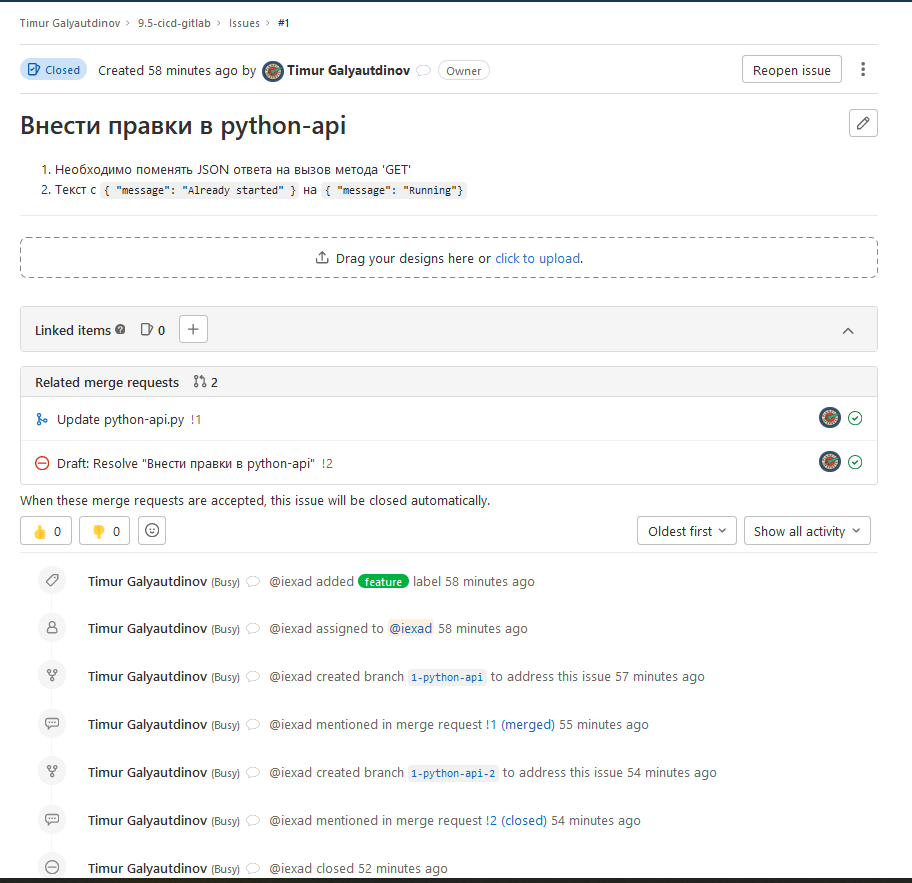 Timur Galyautdinov › 9.5-cicd-gitlab › Issues › #1
Closed Created 58 minutes ago by Timur Galyautdinov Owner Reopen issue
Внести правки в python-api
1. Необходимо поменять JSON ответа на вызов метода 'GET'
2. Текст с { "message": "Already started" } на { "message": "Running"}
Drag your designs here or click to upload.
Linked items 0
Related merge requests 2
Update python-api.py !1
Draft: Resolve "Внести правки в python-api" !2
When these merge requests are accepted, this issue will be closed automatically.
0 0 Oldest first Show all activity
Timur Galyautdinov (Busy) @iexad added feature label 58 minutes ago
Timur Galyautdinov (Busy) @iexad assigned to @iexad 58 minutes ago
Timur Galyautdinov (Busy) @iexad created branch 1-python-api to address this issue 57 minutes ago
Timur Galyautdinov (Busy) @iexad mentioned in merge request !1 (merged) 55 minutes ago
Timur Galyautdinov (Busy) @iexad created branch 1-python-api-2 to address this issue 54 minutes ago
Timur Galyautdinov (Busy) @iexad mentioned in merge request !2 (closed) 54 minutes ago
Timur Galyautdinov (Busy) @iexad closed 52 minutes ago